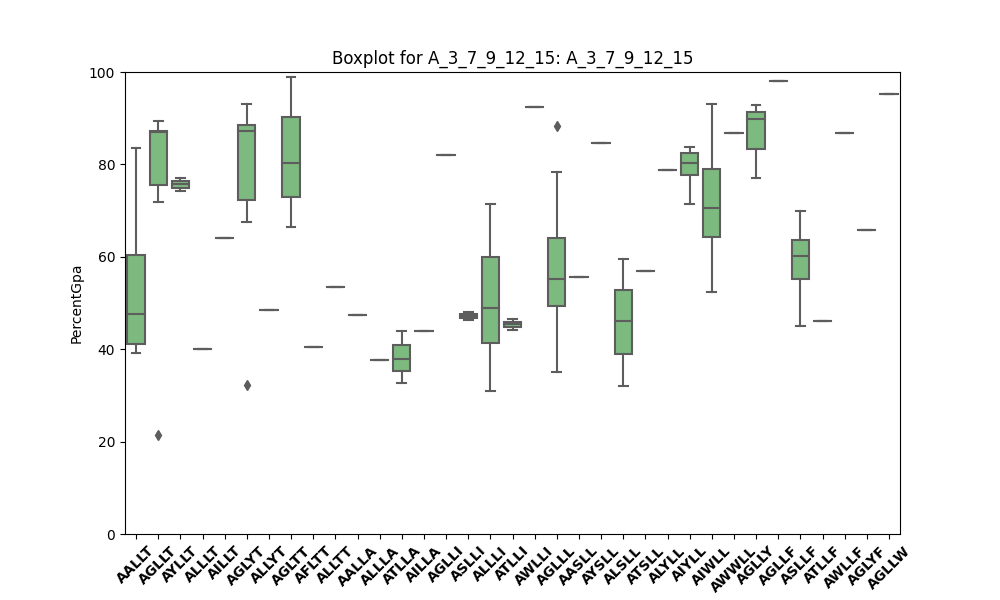 Boxplot for A_3_7_9_12_15: A_3_7_9_12_15
PercentGpa
100
80
60
40
20
0
AALLT AGLLT AYLLT ALLLT AILLT AGLYT ALLYT AGLTT AFLTT ALLTT AALLA ALLLA ATLLA AILLA AGLLI ASLLI ALLLI ATLLI AWLLI AGLLL AASLL AYSLL ALSLL ATSLL ALYLL AIYLL AIWLL AWWLL AGLLY AGLLF ASLLF ATLLF AWLLF AGLYF AGLLW